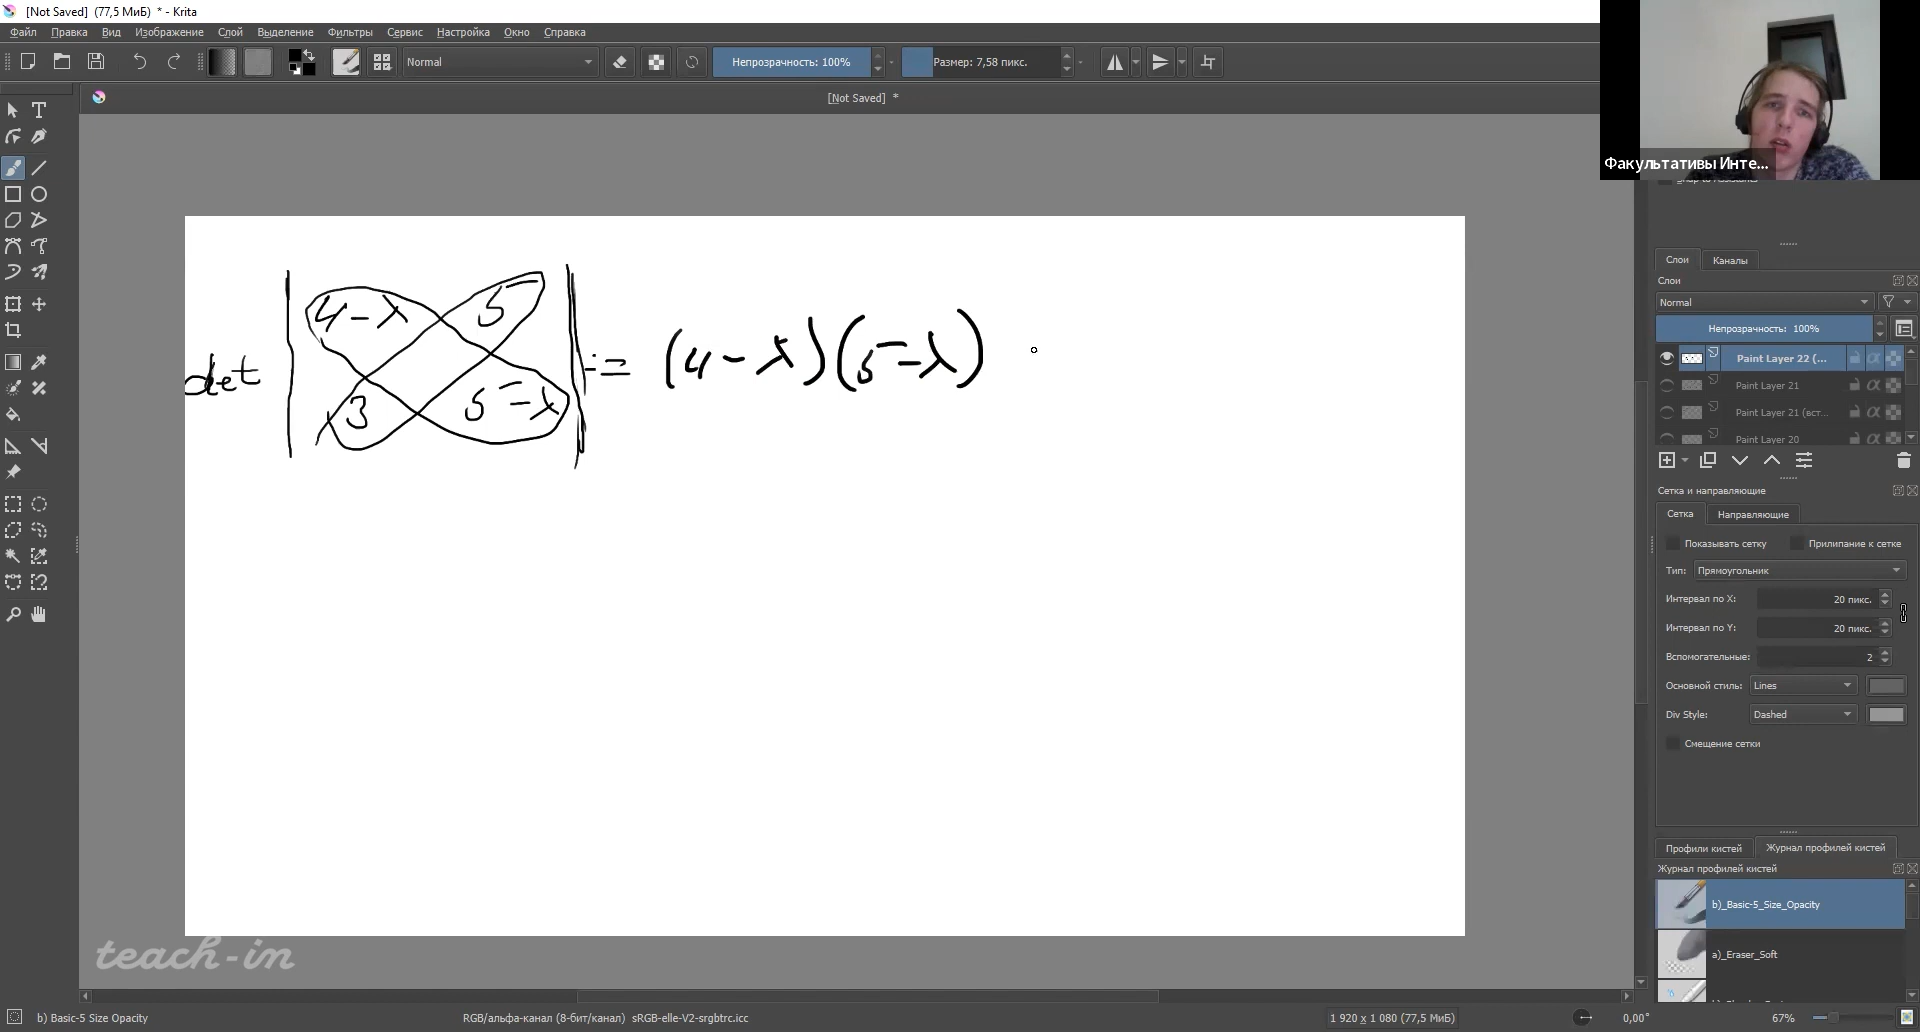 [Not Saved] (77,5 МиБ) * - Krita
Файл Правка Вид Изображение Слой Выделение Фильтры Сервис Настройка Окно Справка
Normal Непрозрачность: 100% Размер: 7,58 пикс.
[Not Saved] *
Факультативы Инте...
Слои Каналы
Слои
Normal
Непрозрачность: 100%
Paint Layer 22 (...
Paint Layer 21
Paint Layer 21 (вст...
Paint Layer 20
Сетка и направляющие
Сетка Направляющие
Показывать сетку Прилипание к сетке
Тип: Прямоугольник
Интервал по X: 20 пикс.
Интервал по Y: 20 пикс.
Вспомогательные: 2
Основной стиль: Lines
Div Style: Dashed
Смещение сетки
Профили кистей Журнал профилей кистей
Журнал профилей кистей
b)_Basic-5_Size_Opacity
a)_Eraser_Soft
4 - λ 5
det = (4 - λ)(5 - λ)
3 5 - λ
teach-in
b) Basic-5 Size Opacity RGB/альфа-канал (8-бит/канал) sRGB-elle-V2-srgbtrc.icc 1 920 x 1 080 (77,5 МиБ) 0,00° 67%